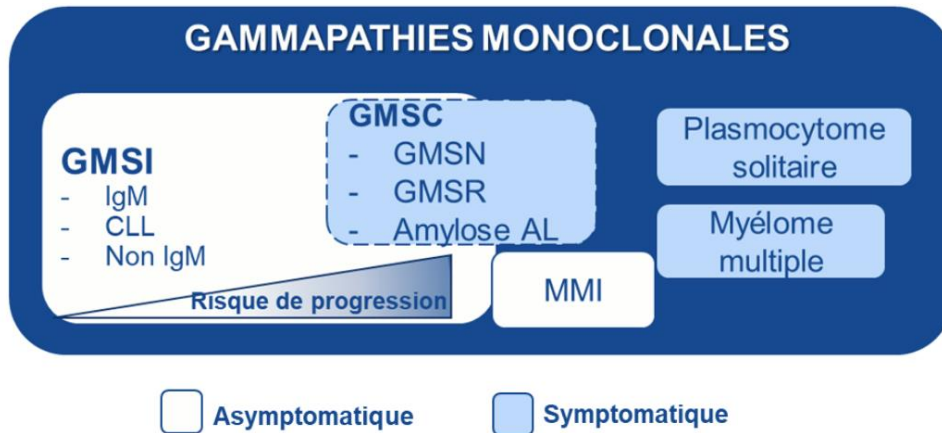 GAMMAPATHIES MONOCLONALES
GMSI
- IgM
- CLL
- Non IgM
Risque de progression
GMSC
- GMSN
- GMSR
- Amylose AL
MMI
Plasmocytome
solitaire
Myélome
multiple
Asymptomatique
Symptomatique